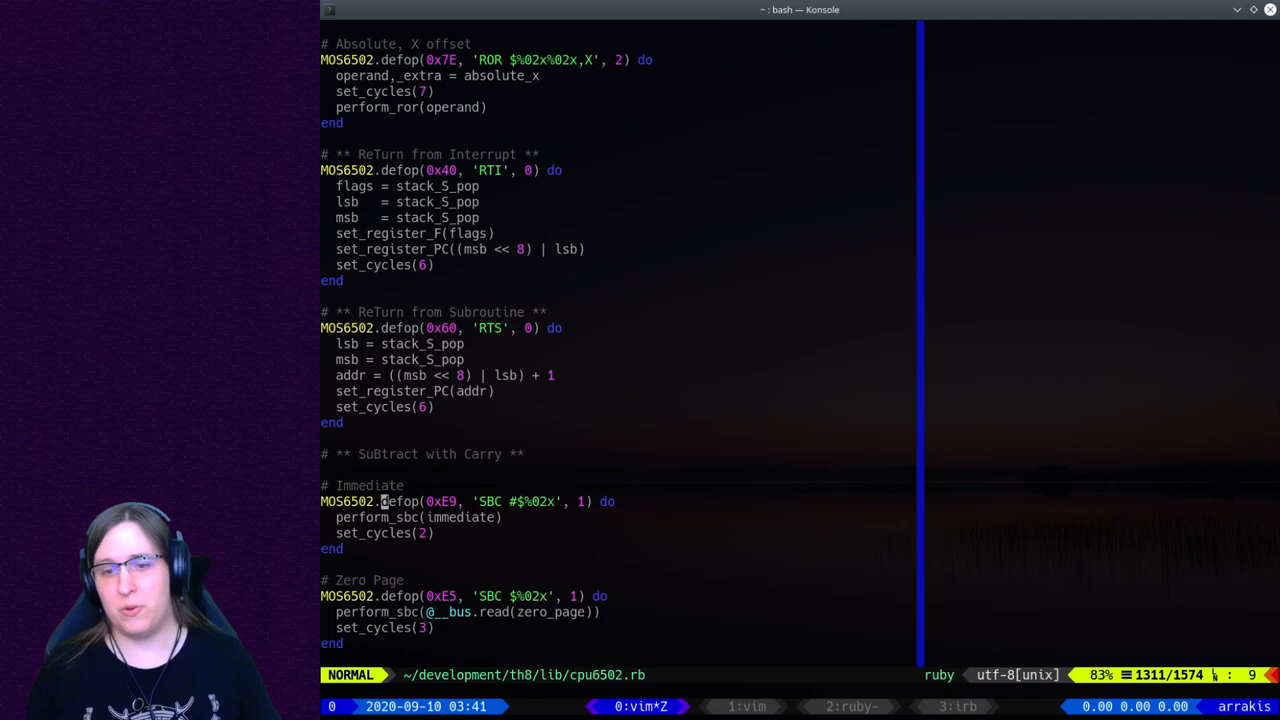 ~ : bash — Konsole
# Absolute, X offset
MOS6502.defop(0x7E, 'ROR $%02x%02x,X', 2) do
operand,_extra = absolute_x
set_cycles(7)
perform_ror(operand)
end
# ** ReTurn from Interrupt **
MOS6502.defop(0x40, 'RTI', 0) do
flags = stack_S_pop
lsb   = stack_S_pop
msb   = stack_S_pop
set_register_F(flags)
set_register_PC((msb << 8) | lsb)
set_cycles(6)
end
# ** ReTurn from Subroutine **
MOS6502.defop(0x60, 'RTS', 0) do
lsb = stack_S_pop
msb = stack_S_pop
addr = ((msb << 8) | lsb) + 1
set_register_PC(addr)
set_cycles(6)
end
# ** SuBtract with Carry **
# Immediate
MOS6502.defop(0xE9, 'SBC #$%02x', 1) do
perform_sbc(immediate)
set_cycles(2)
end
# Zero Page
MOS6502.defop(0xE5, 'SBC $%02x', 1) do
perform_sbc(@__bus.read(zero_page))
set_cycles(3)
end
NORMAL ~/development/th8/lib/cpu6502.rb ruby utf-8[unix] 83% 1311/1574 : 9
0 2020-09-10 03:41 0:vim*Z 1:vim 2:ruby- 3:irb 0.00 0.00 0.00 arrakis